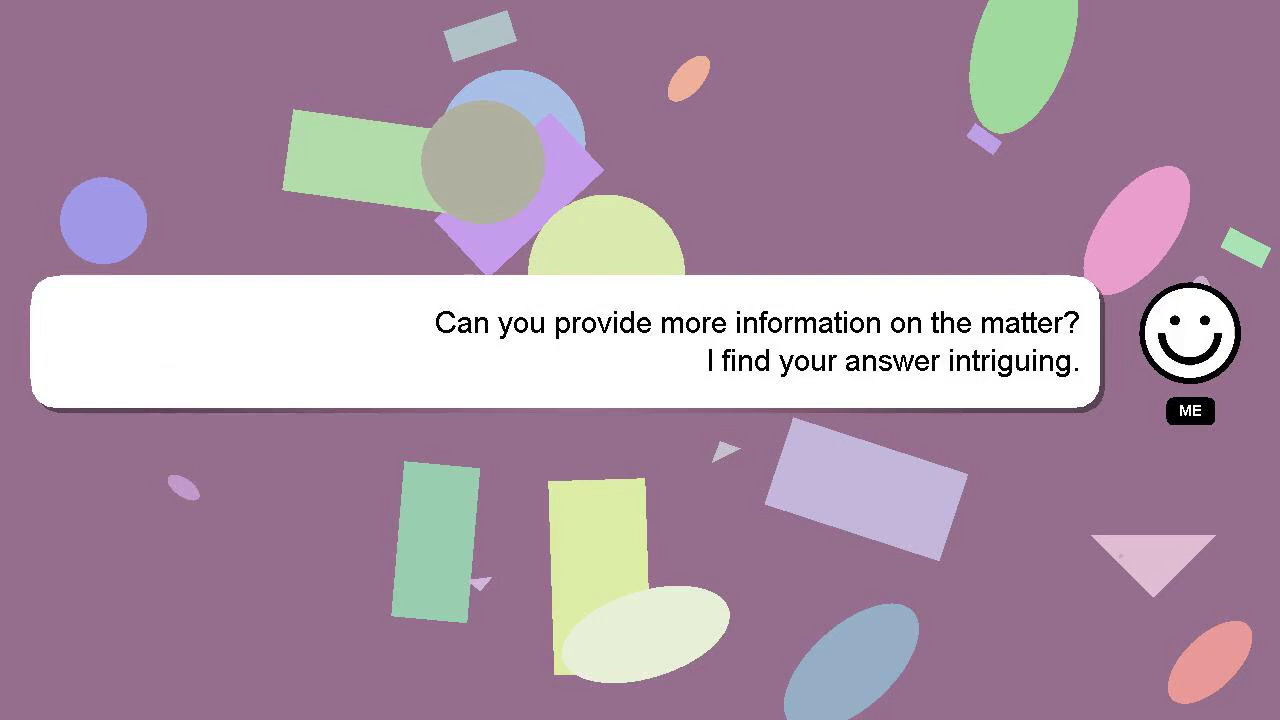 Can you provide more information on the matter?
I find your answer intriguing.
ME